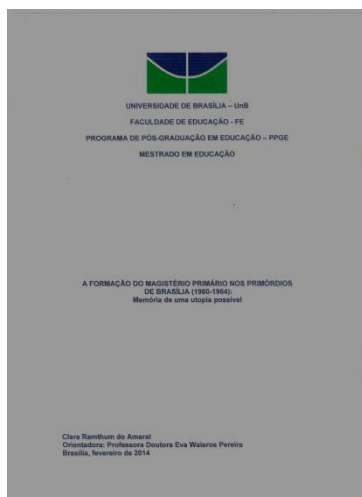 UNIVERSIDADE DE BRASÍLIA – UnB
FACULDADE DE EDUCAÇÃO - FE
PROGRAMA DE PÓS-GRADUAÇÃO EM EDUCAÇÃO – PPGE
MESTRADO EM EDUCAÇÃO
A FORMAÇÃO DO MAGISTÉRIO PRIMÁRIO NOS PRIMÓRDIOS
DE BRASÍLIA (1960-1964):
Memória de uma utopia possível
Clara Ramthum do Amaral
Orientadora: Professora Doutora Eva Waisros Pereira
Brasília, fevereiro de 2014